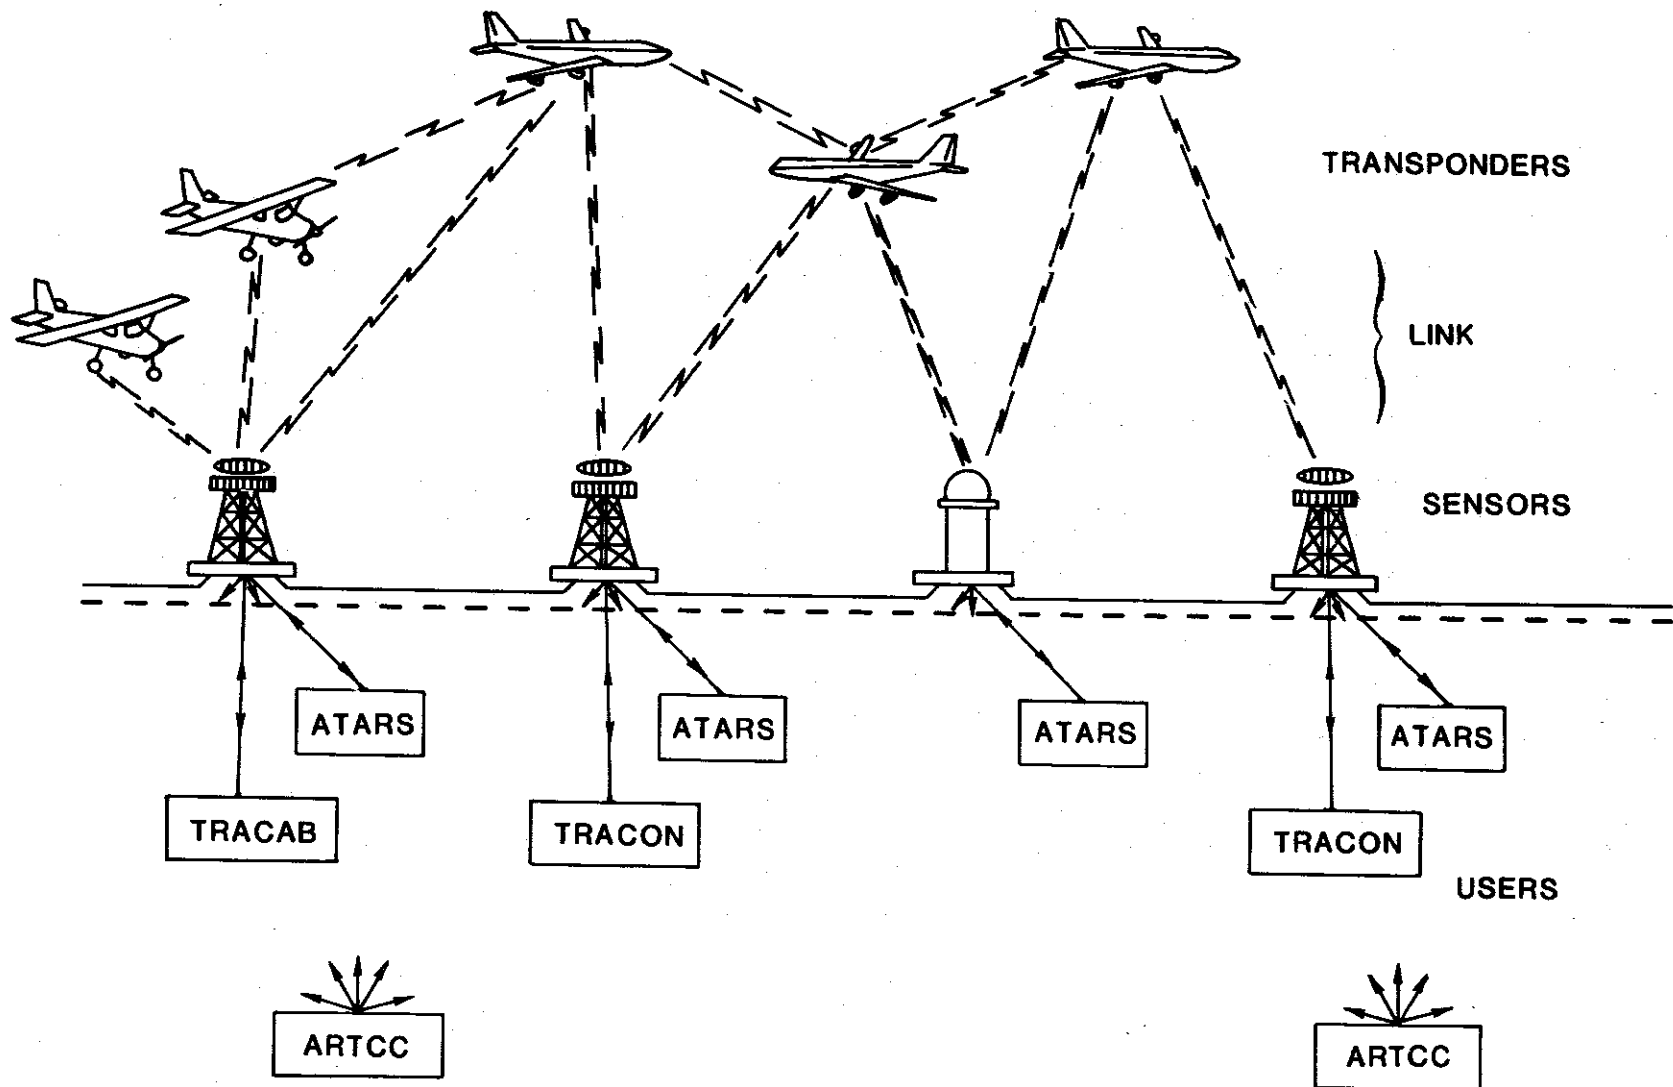 TRANSPONDERS
LINK
SENSORS
ATARS
ATARS
ATARS
ATARS
TRACAB
TRACON
TRACON
USERS
ARTCC
ARTCC